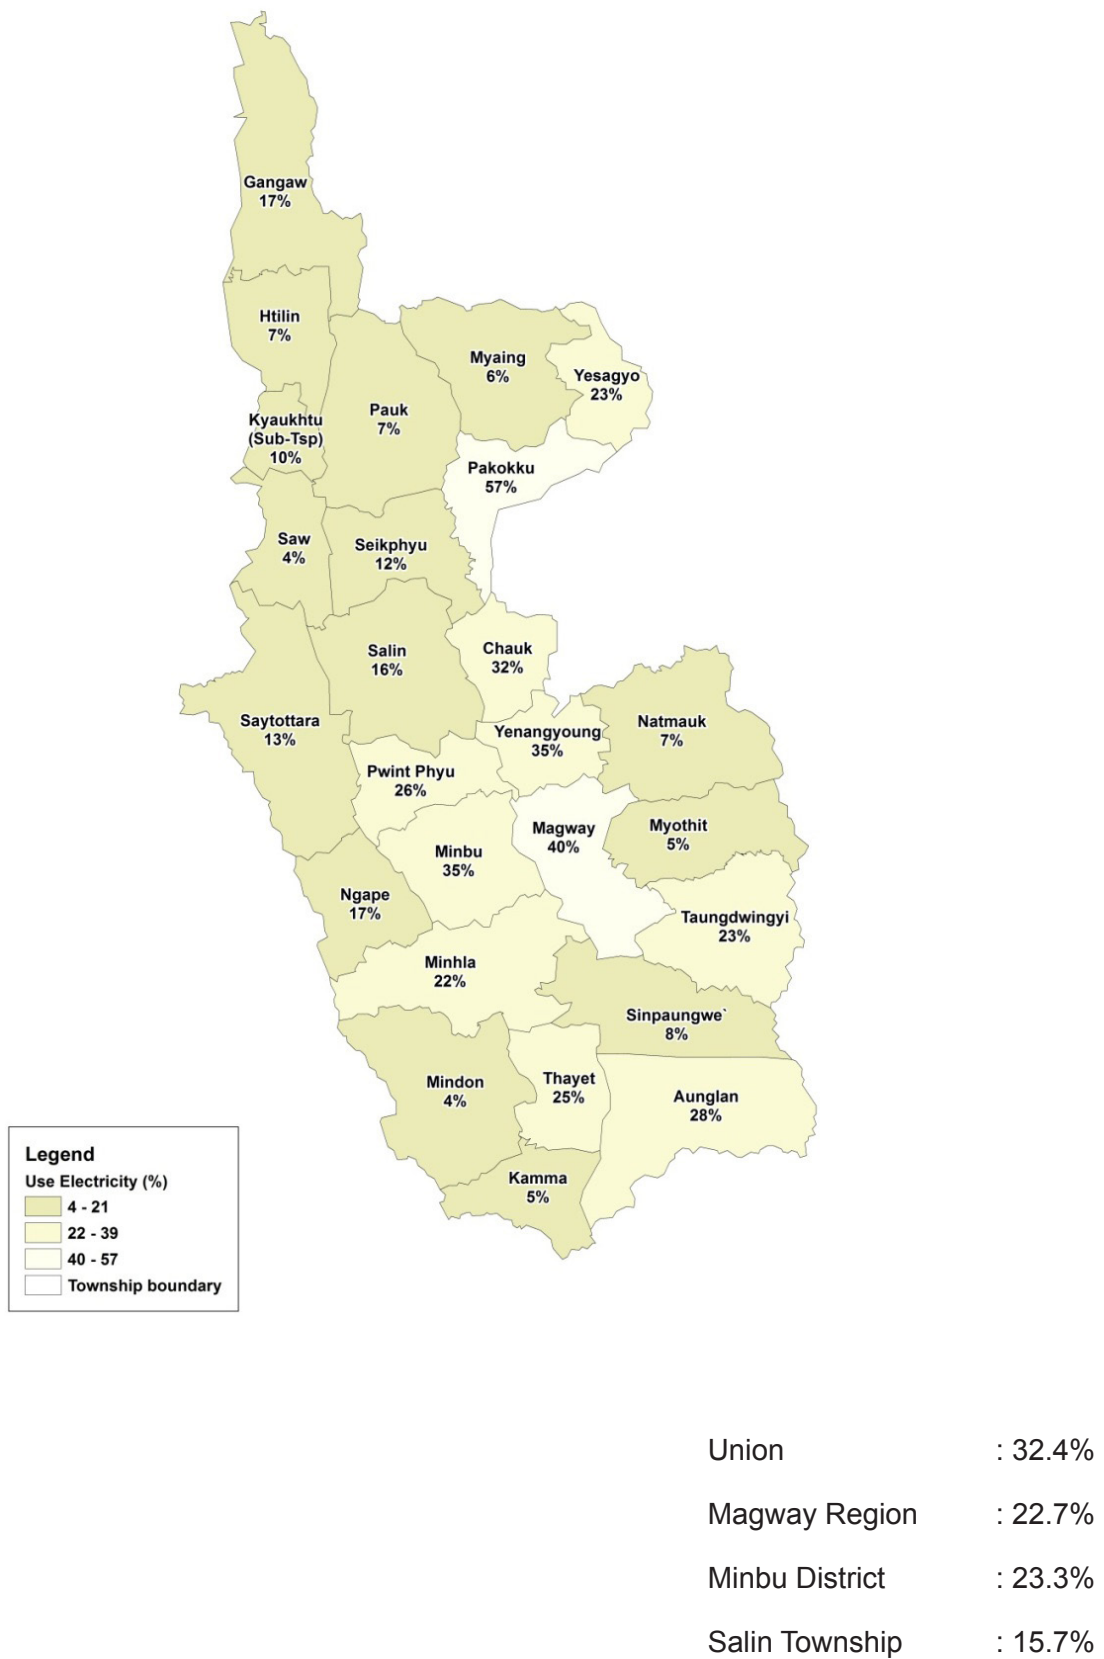 Gangaw
17%
Htilin
7%
Myaing
6%
Yesagyo
23%
Kyaukhtu
(Sub-Tsp)
10%
Pauk
7%
Pakokku
57%
Saw
4%
Seikphyu
12%
Salin
16%
Chauk
32%
Saytottara
13%
Yenangyoung
35%
Natmauk
7%
Pwint Phyu
26%
Magway
40%
Myothit
5%
Minbu
35%
Ngape
17%
Taungdwingyi
23%
Minhla
22%
Sinpaungwe`
8%
Mindon
4%
Thayet
25%
Aunglan
28%
Kamma
5%
Legend
Use Electricity (%)
4 - 21
22 - 39
40 - 57
Township boundary
Union : 32.4%
Magway Region : 22.7%
Minbu District : 23.3%
Salin Township : 15.7%